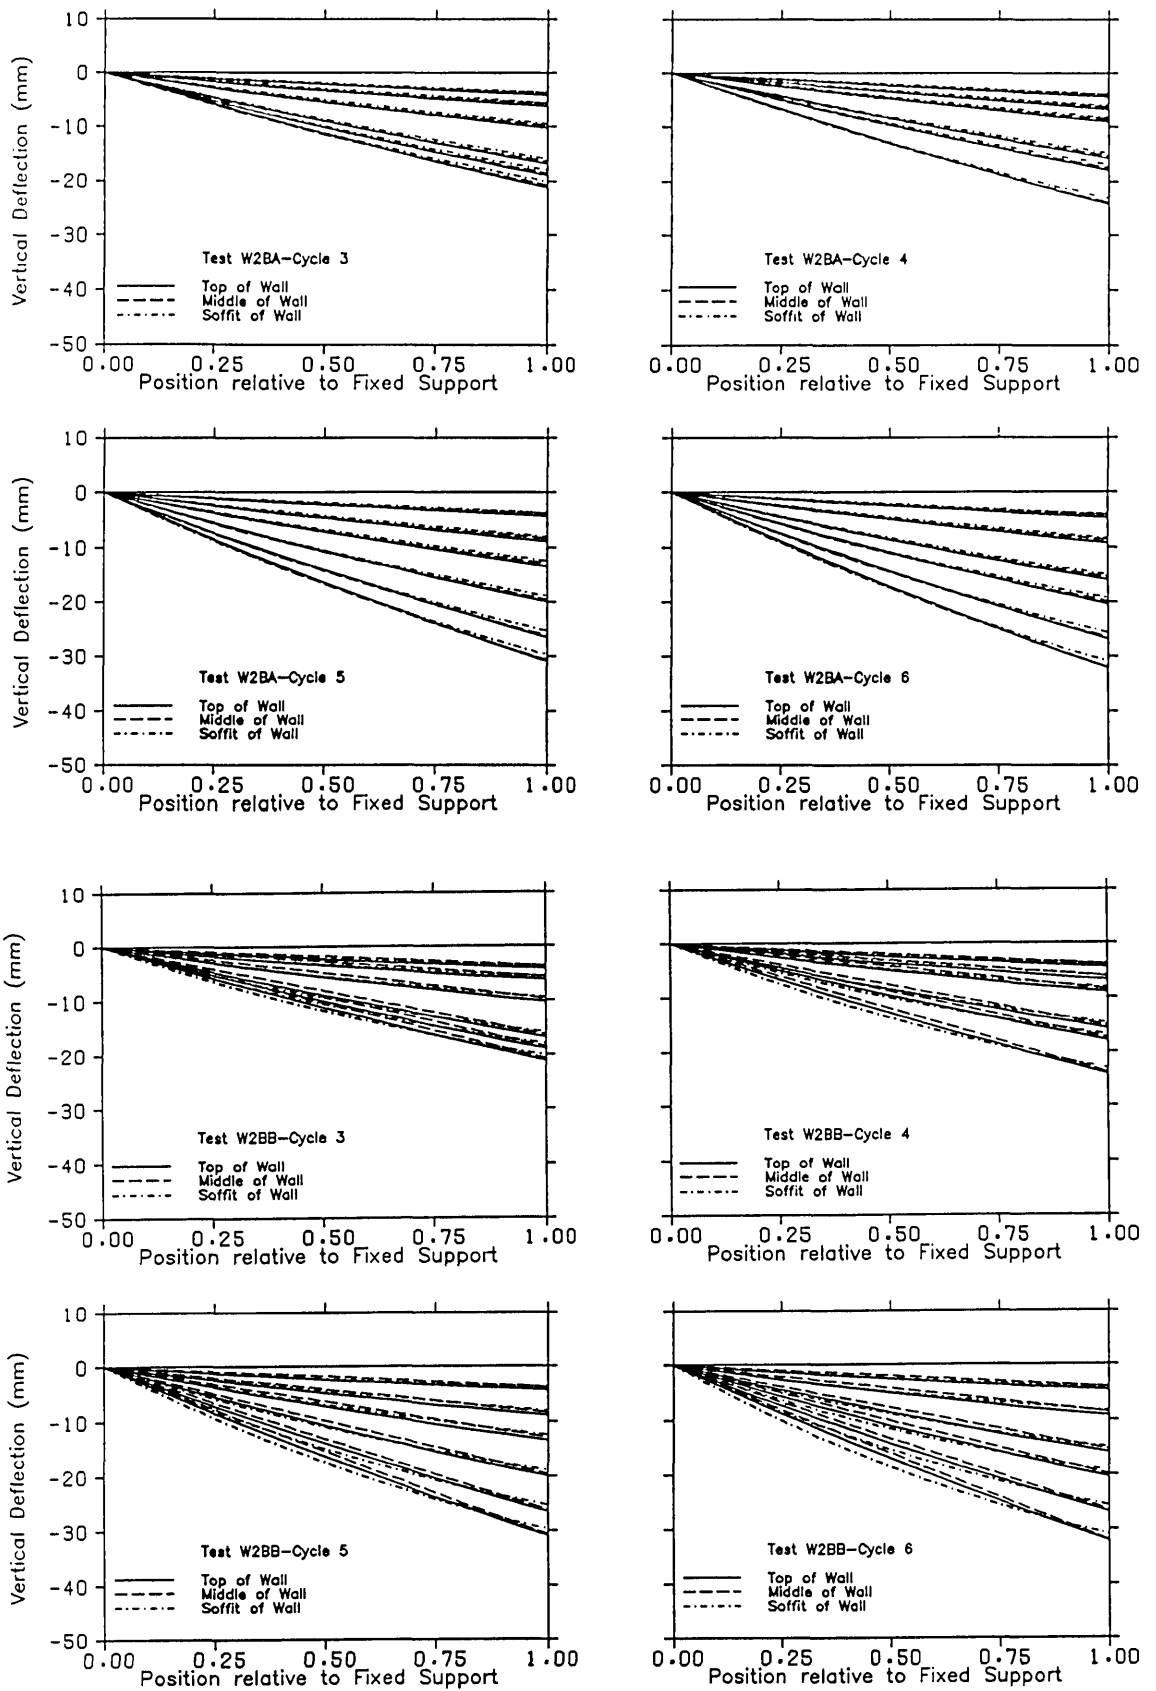 Vertical Deflection (mm)
10
0
-10
-20
-30
-40
-50
Test W2BA-Cycle 3
Top of Wall
Middle of Wall
Soffit of Wall
0.00 0.25 0.50 0.75 1.00
Position relative to Fixed Support
Test W2BA-Cycle 4
Top of Wall
Middle of Wall
Soffit of Wall
0.00 0.25 0.50 0.75 1.00
Position relative to Fixed Support
Vertical Deflection (mm)
10
0
-10
-20
-30
-40
-50
Test W2BA-Cycle 5
Top of Wall
Middle of Wall
Soffit of Wall
0.00 0.25 0.50 0.75 1.00
Position relative to Fixed Support
Test W2BA-Cycle 6
Top of Wall
Middle of Wall
Soffit of Wall
0.00 0.25 0.50 0.75 1.00
Position relative to Fixed Support
Vertical Deflection (mm)
10
0
-10
-20
-30
-40
-50
Test W2BB-Cycle 3
Top of Wall
Middle of Wall
Soffit of Wall
0.00 0.25 0.50 0.75 1.00
Position relative to Fixed Support
Test W2BB-Cycle 4
Top of Wall
Middle of Wall
Soffit of Wall
0.00 0.25 0.50 0.75 1.00
Position relative to Fixed Support
Vertical Deflection (mm)
10
0
-10
-20
-30
-40
-50
Test W2BB-Cycle 5
Top of Wall
Middle of Wall
Soffit of Wall
0.00 0.25 0.50 0.75 1.00
Position relative to Fixed Support
Test W2BB-Cycle 6
Top of Wall
Middle of Wall
Soffit of Wall
0.00 0.25 0.50 0.75 1.00
Position relative to Fixed Support